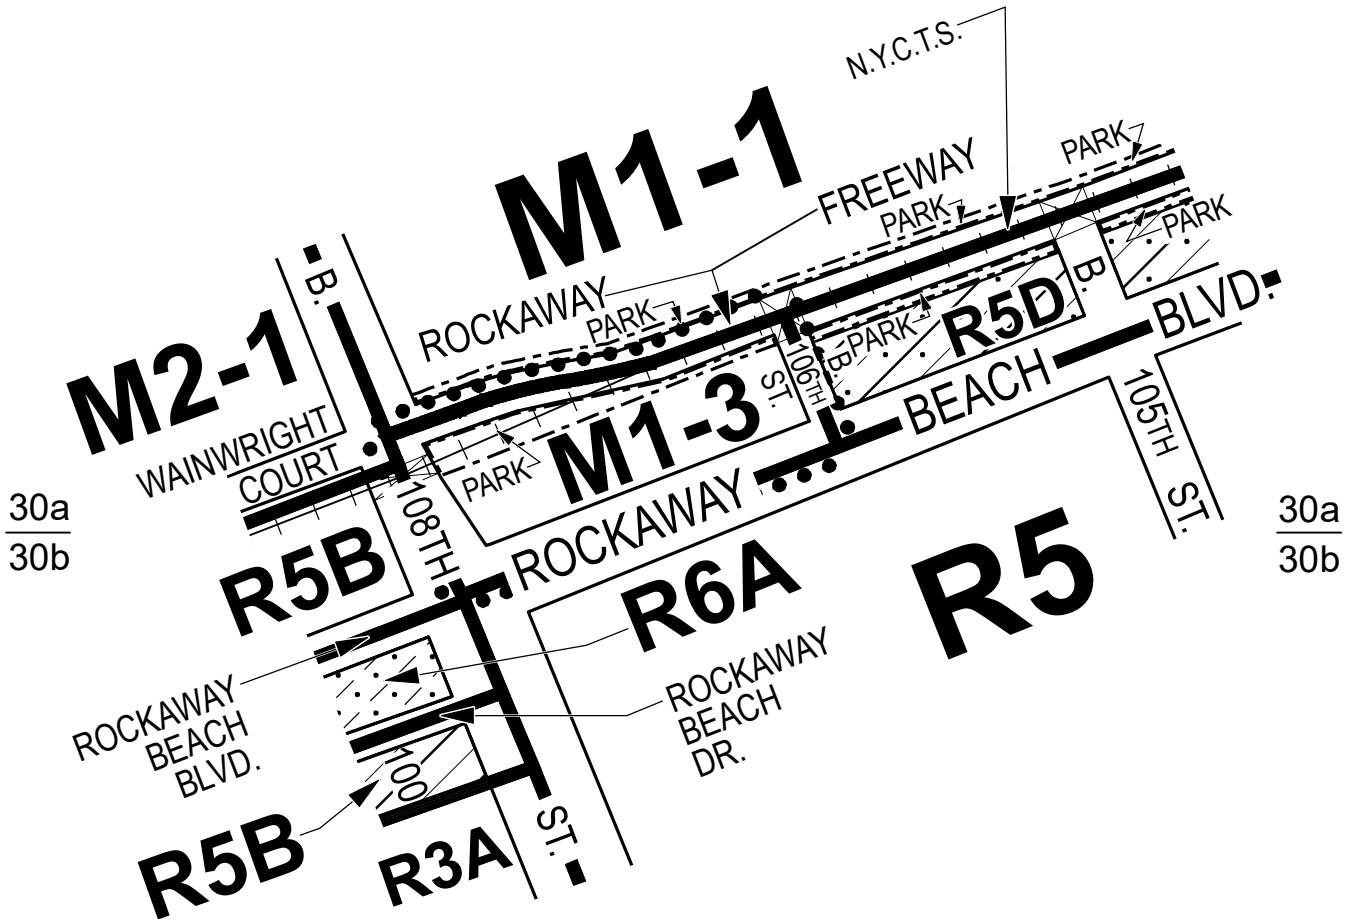 N.Y.C.T.S.
M1-1
PARK
FREEWAY
PARK
PARK
B.
ROCKAWAY
PARK
B.
BLVD.
R5D
M2-1
PARK
B.
106TH
ST.
BEACH
WAINWRIGHT
COURT
M1-3
105TH
ST.
PARK
ROCKAWAY
108TH
30a
30b
30a
30b
R5B
R6A
R5
ROCKAWAY
BEACH
BLVD.
ROCKAWAY
BEACH
DR.
100
R5B
R3A
ST.